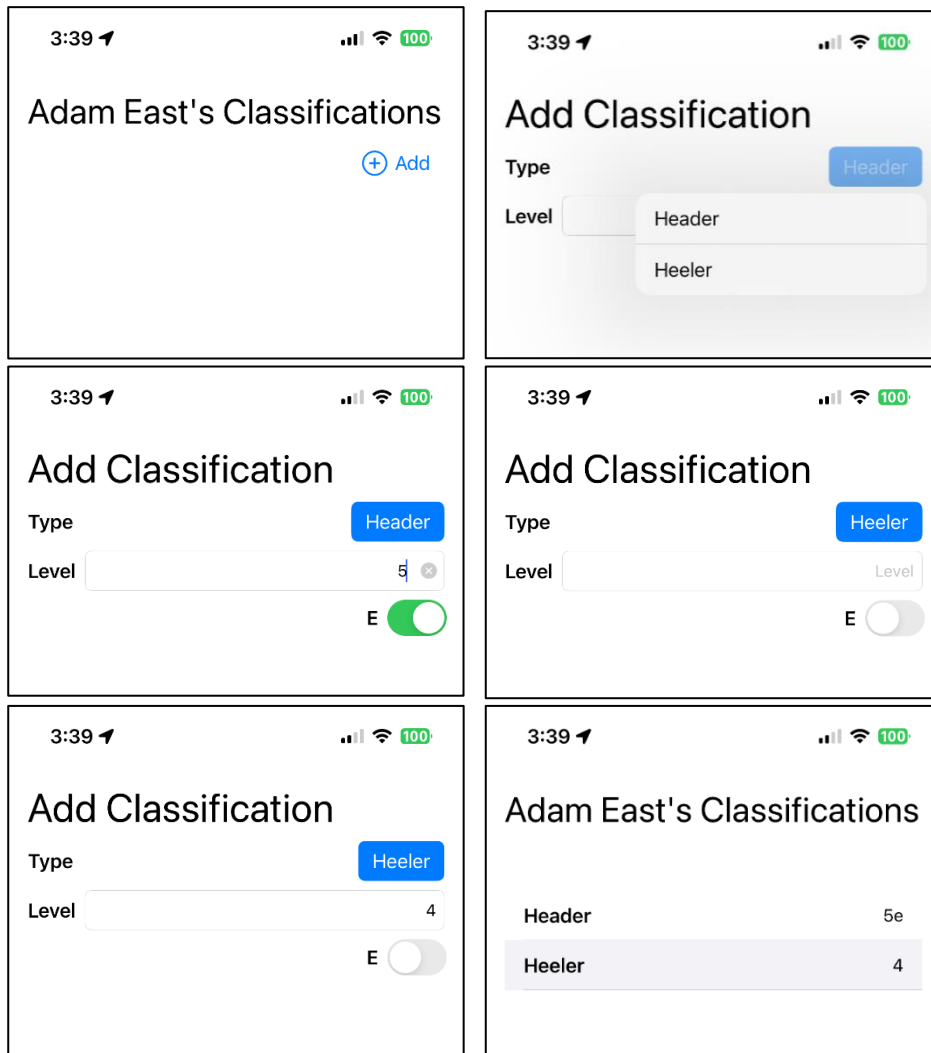 3:39 100
Adam East's Classifications
Add
3:39 100
Add Classification
Type Header
Level
Header
Heeler
3:39 100
Add Classification
Type Header
Level 5
E
3:39 100
Add Classification
Type Heeler
Level Level
E
3:39 100
Add Classification
Type Heeler
Level 4
E
3:39 100
Adam East's Classifications
Header 5e
Heeler 4